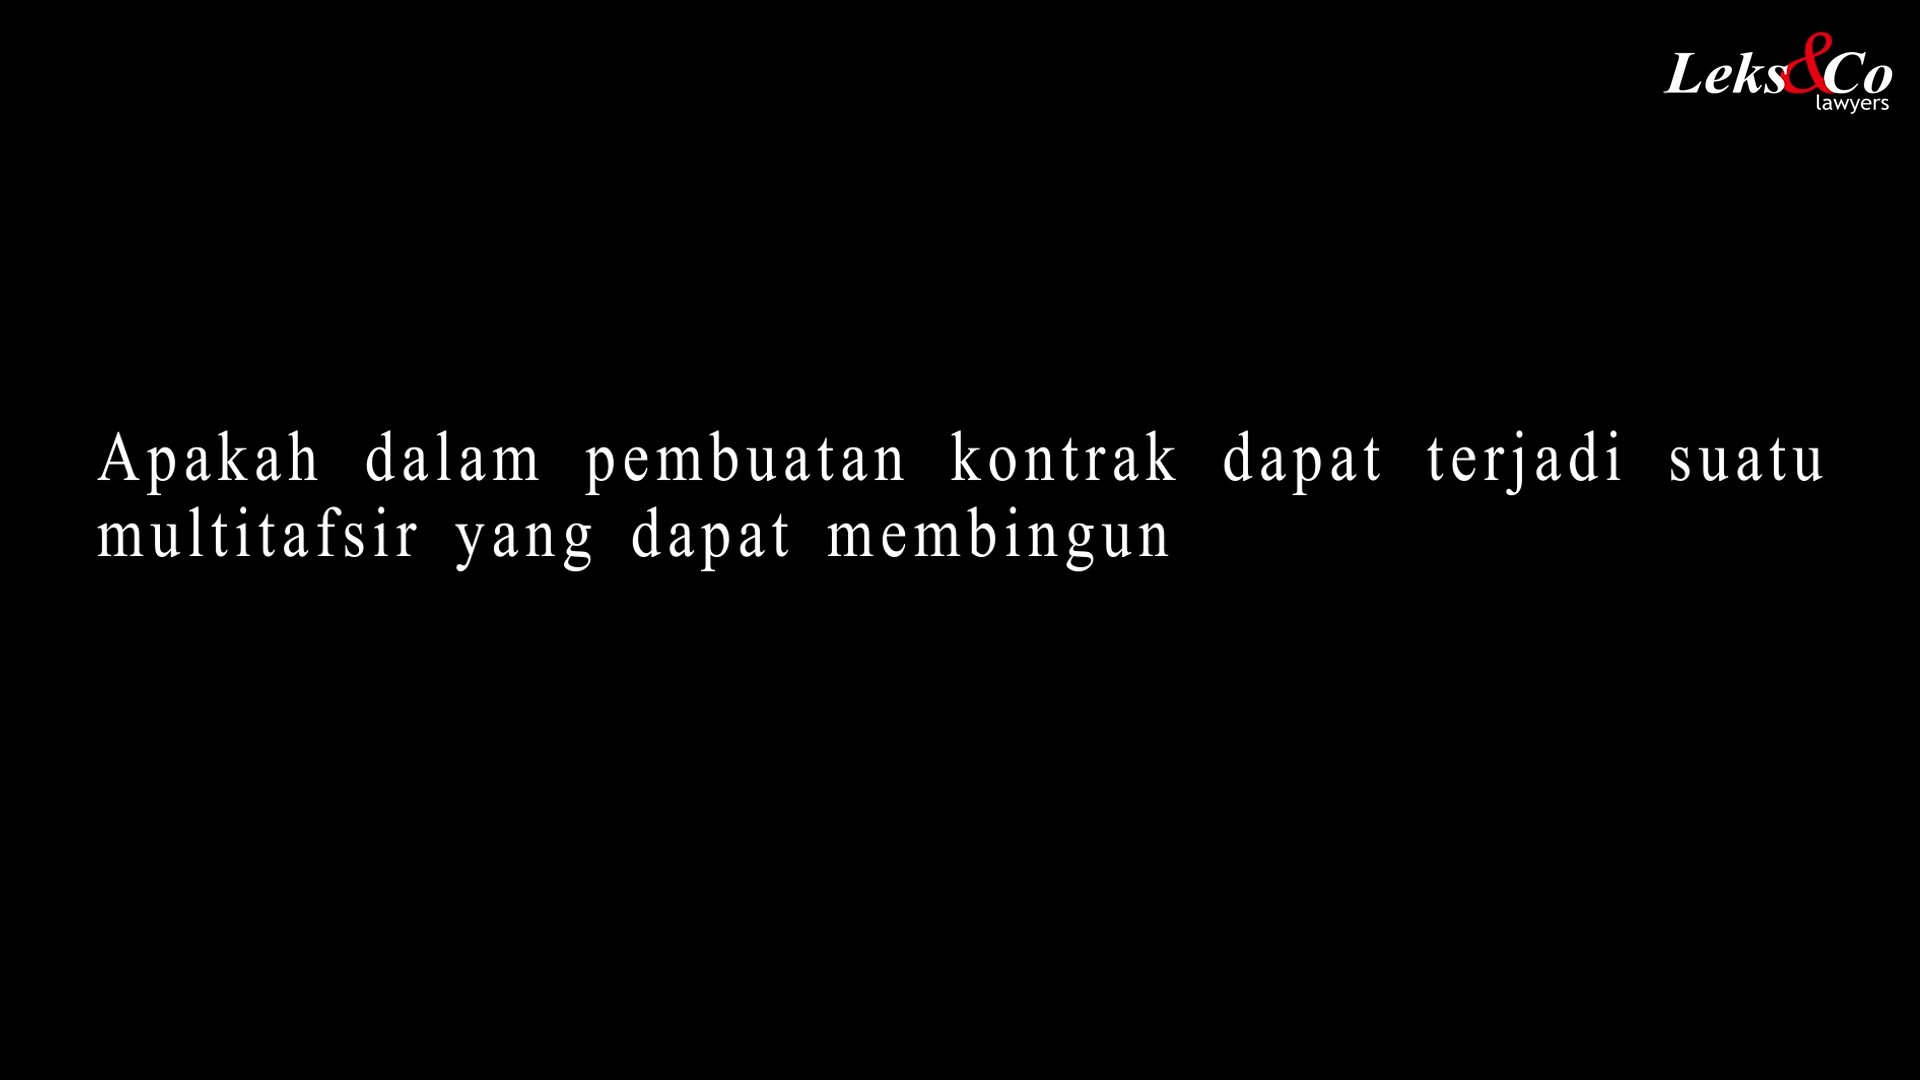 Leks&Co
lawyers
Apakah dalam pembuatan kontrak dapat terjadi suatu
multitafsir yang dapat membingun